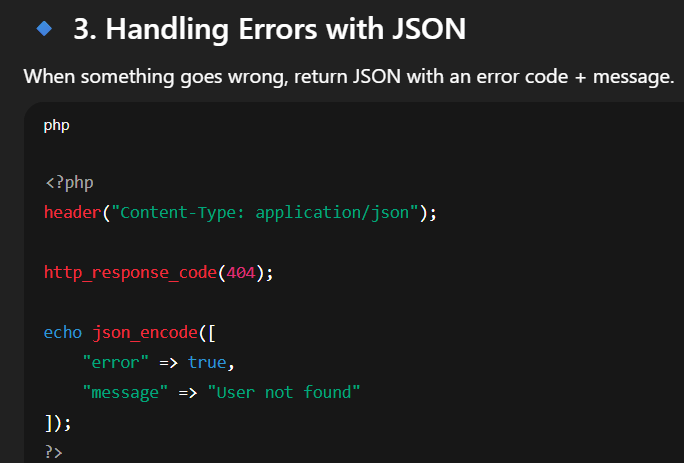 3. Handling Errors with JSON
When something goes wrong, return JSON with an error code + message.
php
<?php
header("Content-Type: application/json");
http_response_code(404);
echo json_encode([
    "error" => true,
    "message" => "User not found"
]);
?>